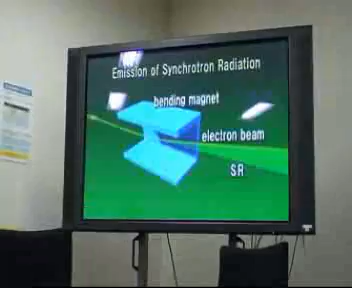 Emission of Synchrotron Radiation
bending magnet
electron beam
SR